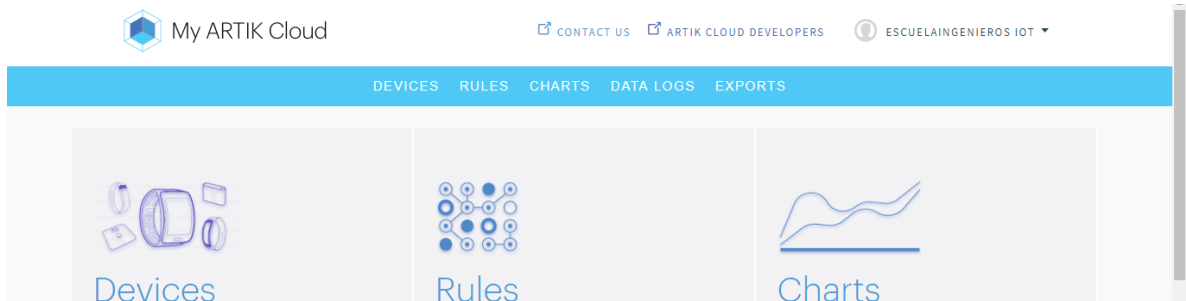 My ARTIK Cloud
CONTACT US ARTIK CLOUD DEVELOPERS ESCUELAINGENIEROS IOT
DEVICES RULES CHARTS DATA LOGS EXPORTS
Devices Rules Charts